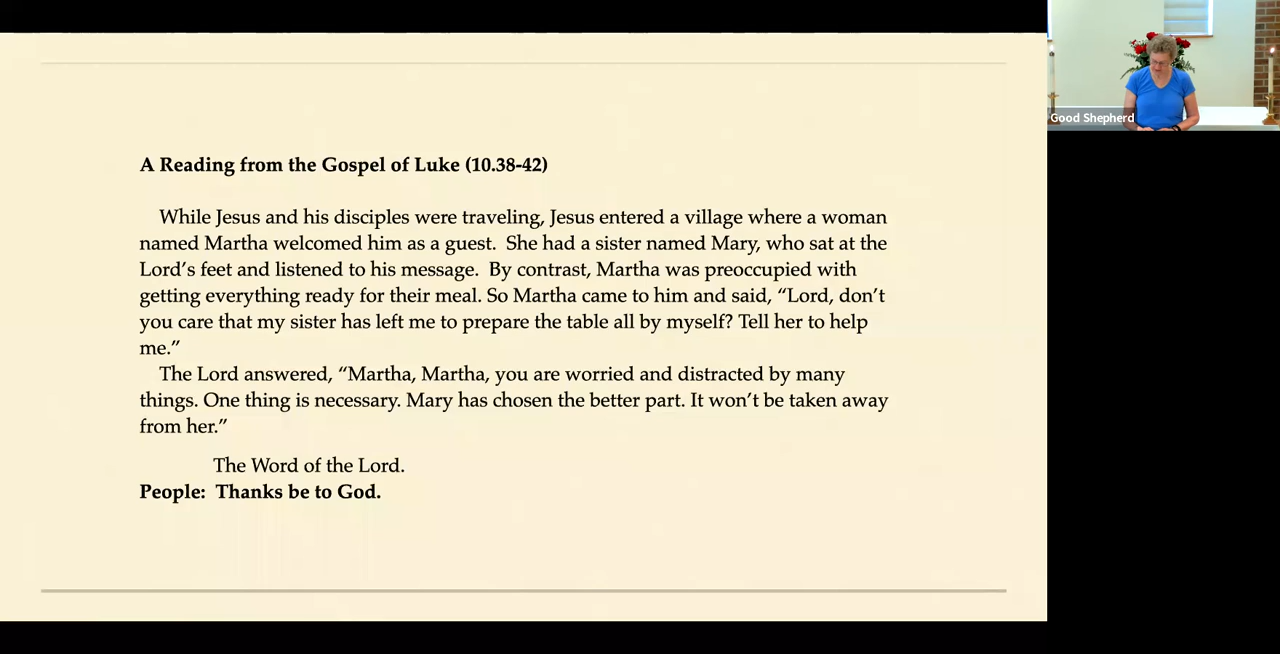 A Reading from the Gospel of Luke (10.38-42)
While Jesus and his disciples were traveling, Jesus entered a village where a woman
named Martha welcomed him as a guest.  She had a sister named Mary, who sat at the
Lord’s feet and listened to his message.  By contrast, Martha was preoccupied with
getting everything ready for their meal. So Martha came to him and said, “Lord, don’t
you care that my sister has left me to prepare the table all by myself? Tell her to help
me.”
The Lord answered, “Martha, Martha, you are worried and distracted by many
things. One thing is necessary. Mary has chosen the better part. It won’t be taken away
from her.”
The Word of the Lord.
People:  Thanks be to God.
Good Shepherd